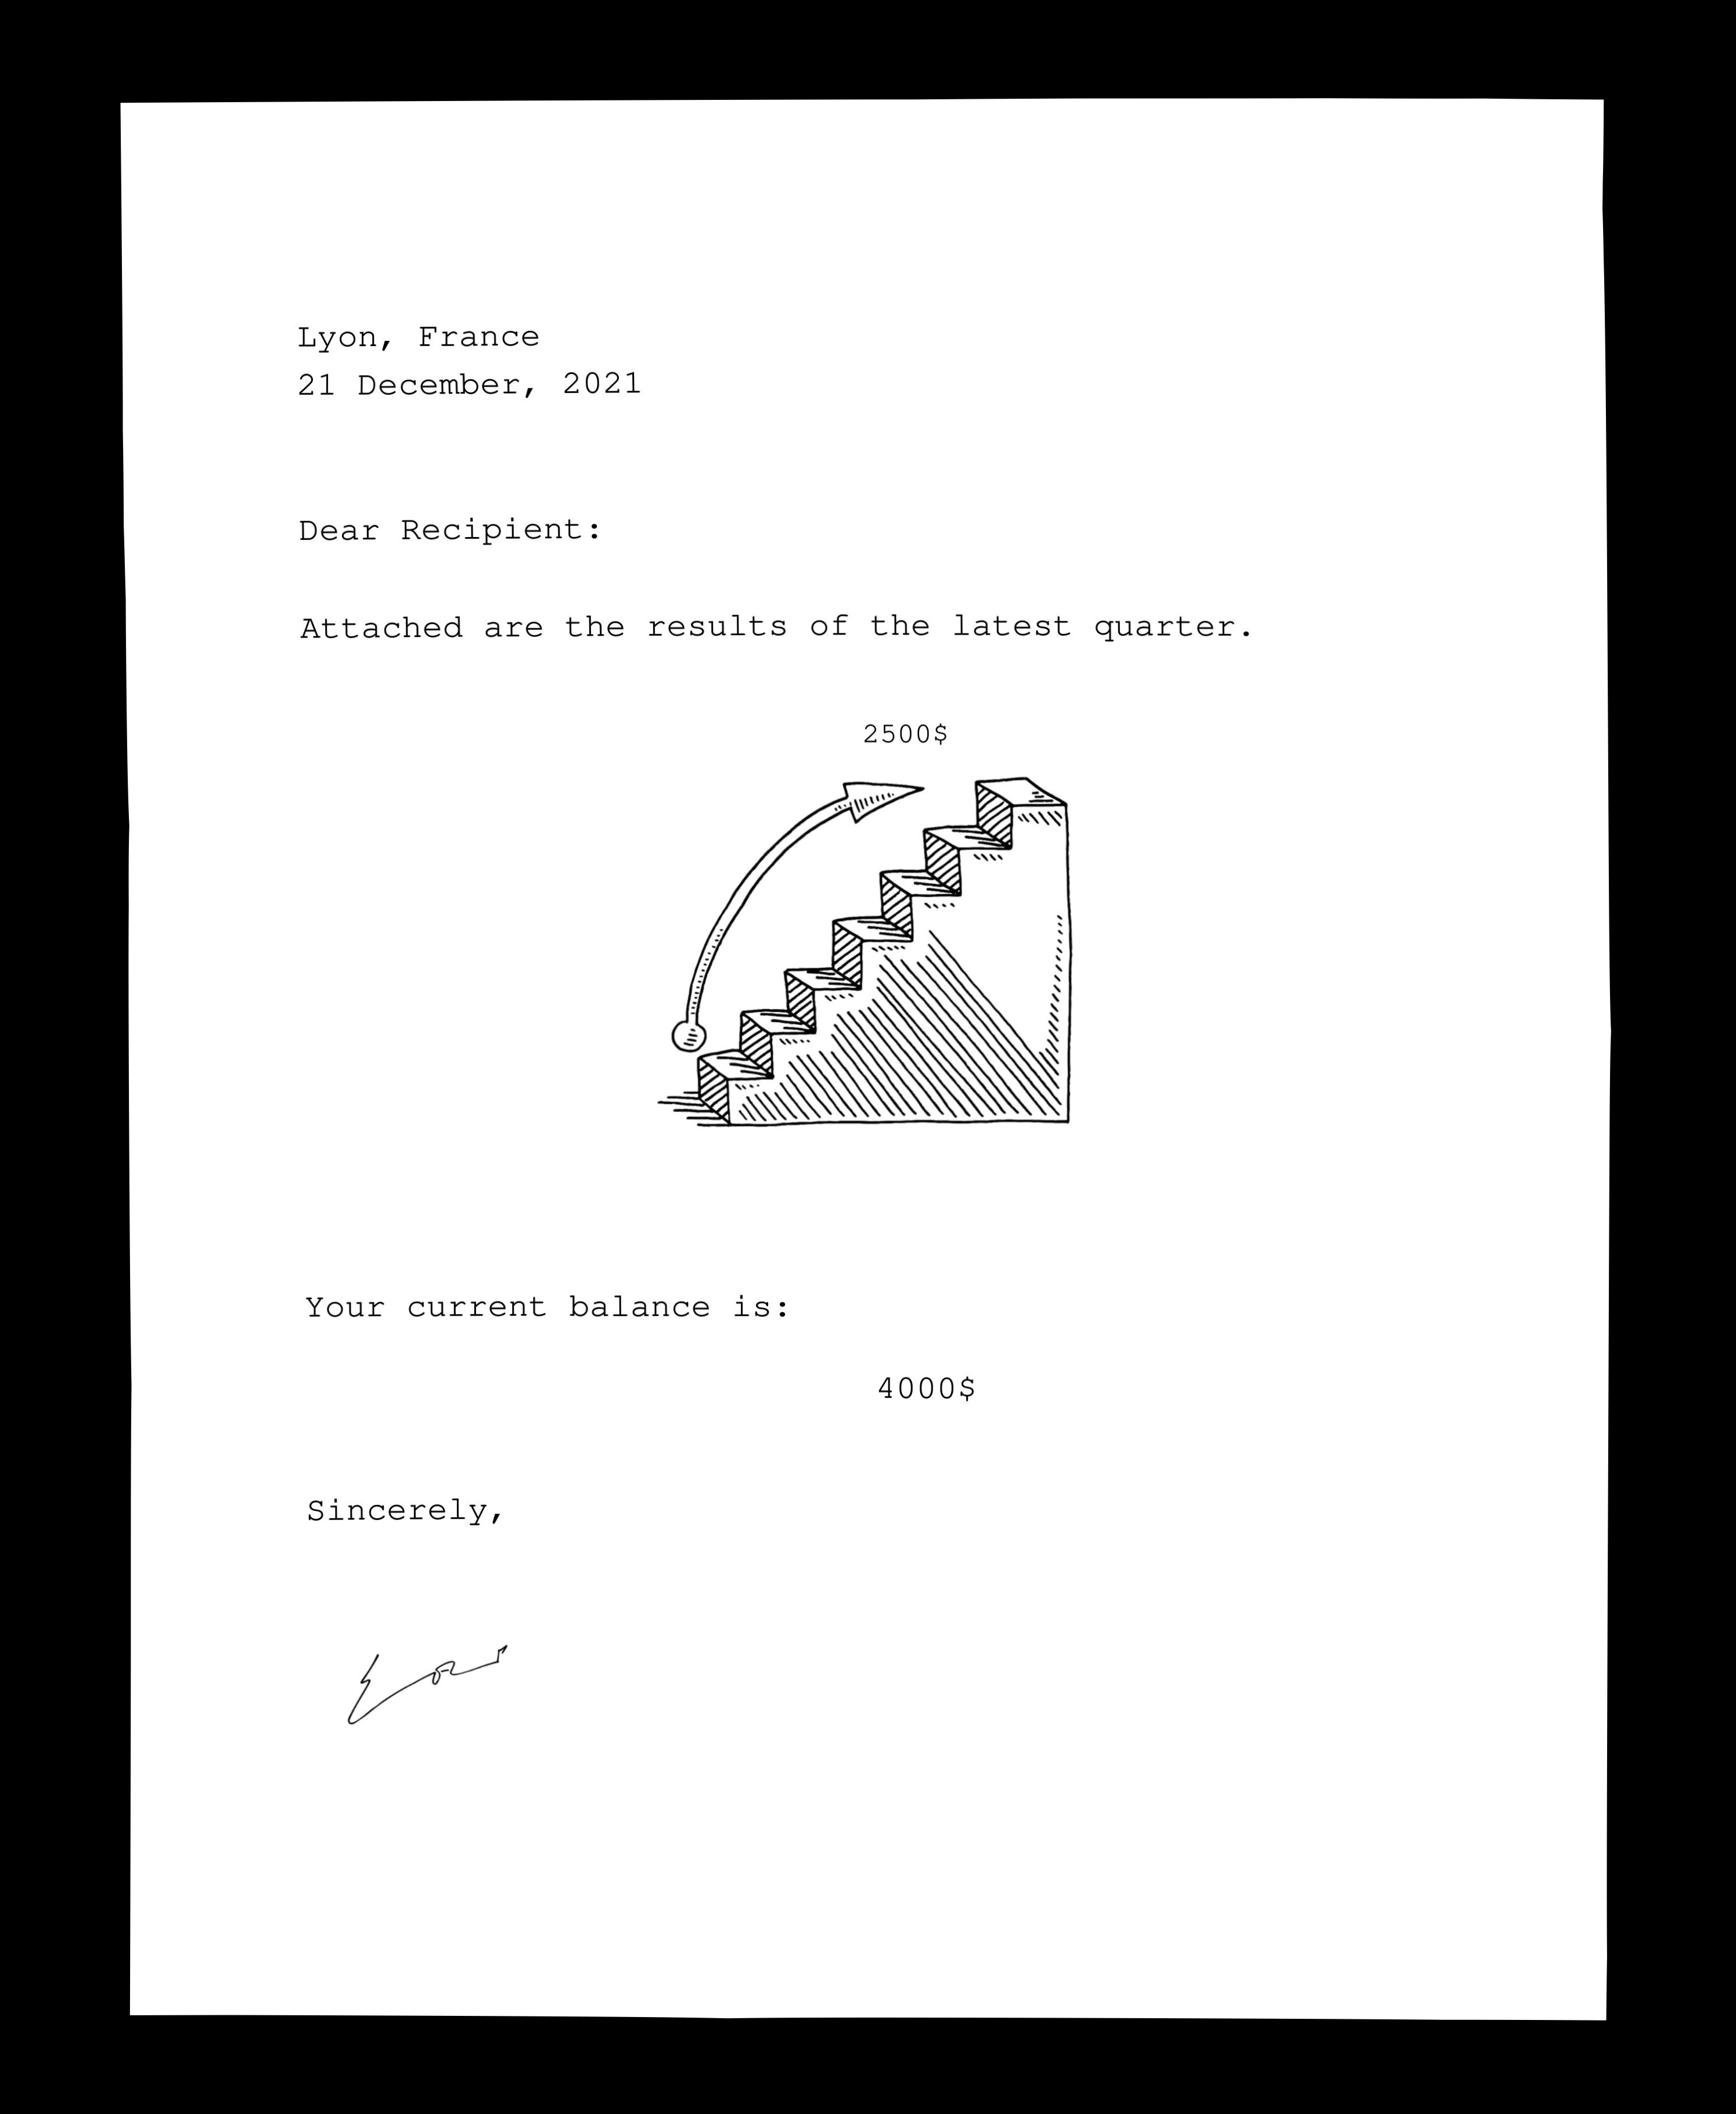 Lyon, France
21 December, 2021
Dear Recipient:
Attached are the results of the latest quarter.
2500$
Your current balance is:
4000$
Sincerely,